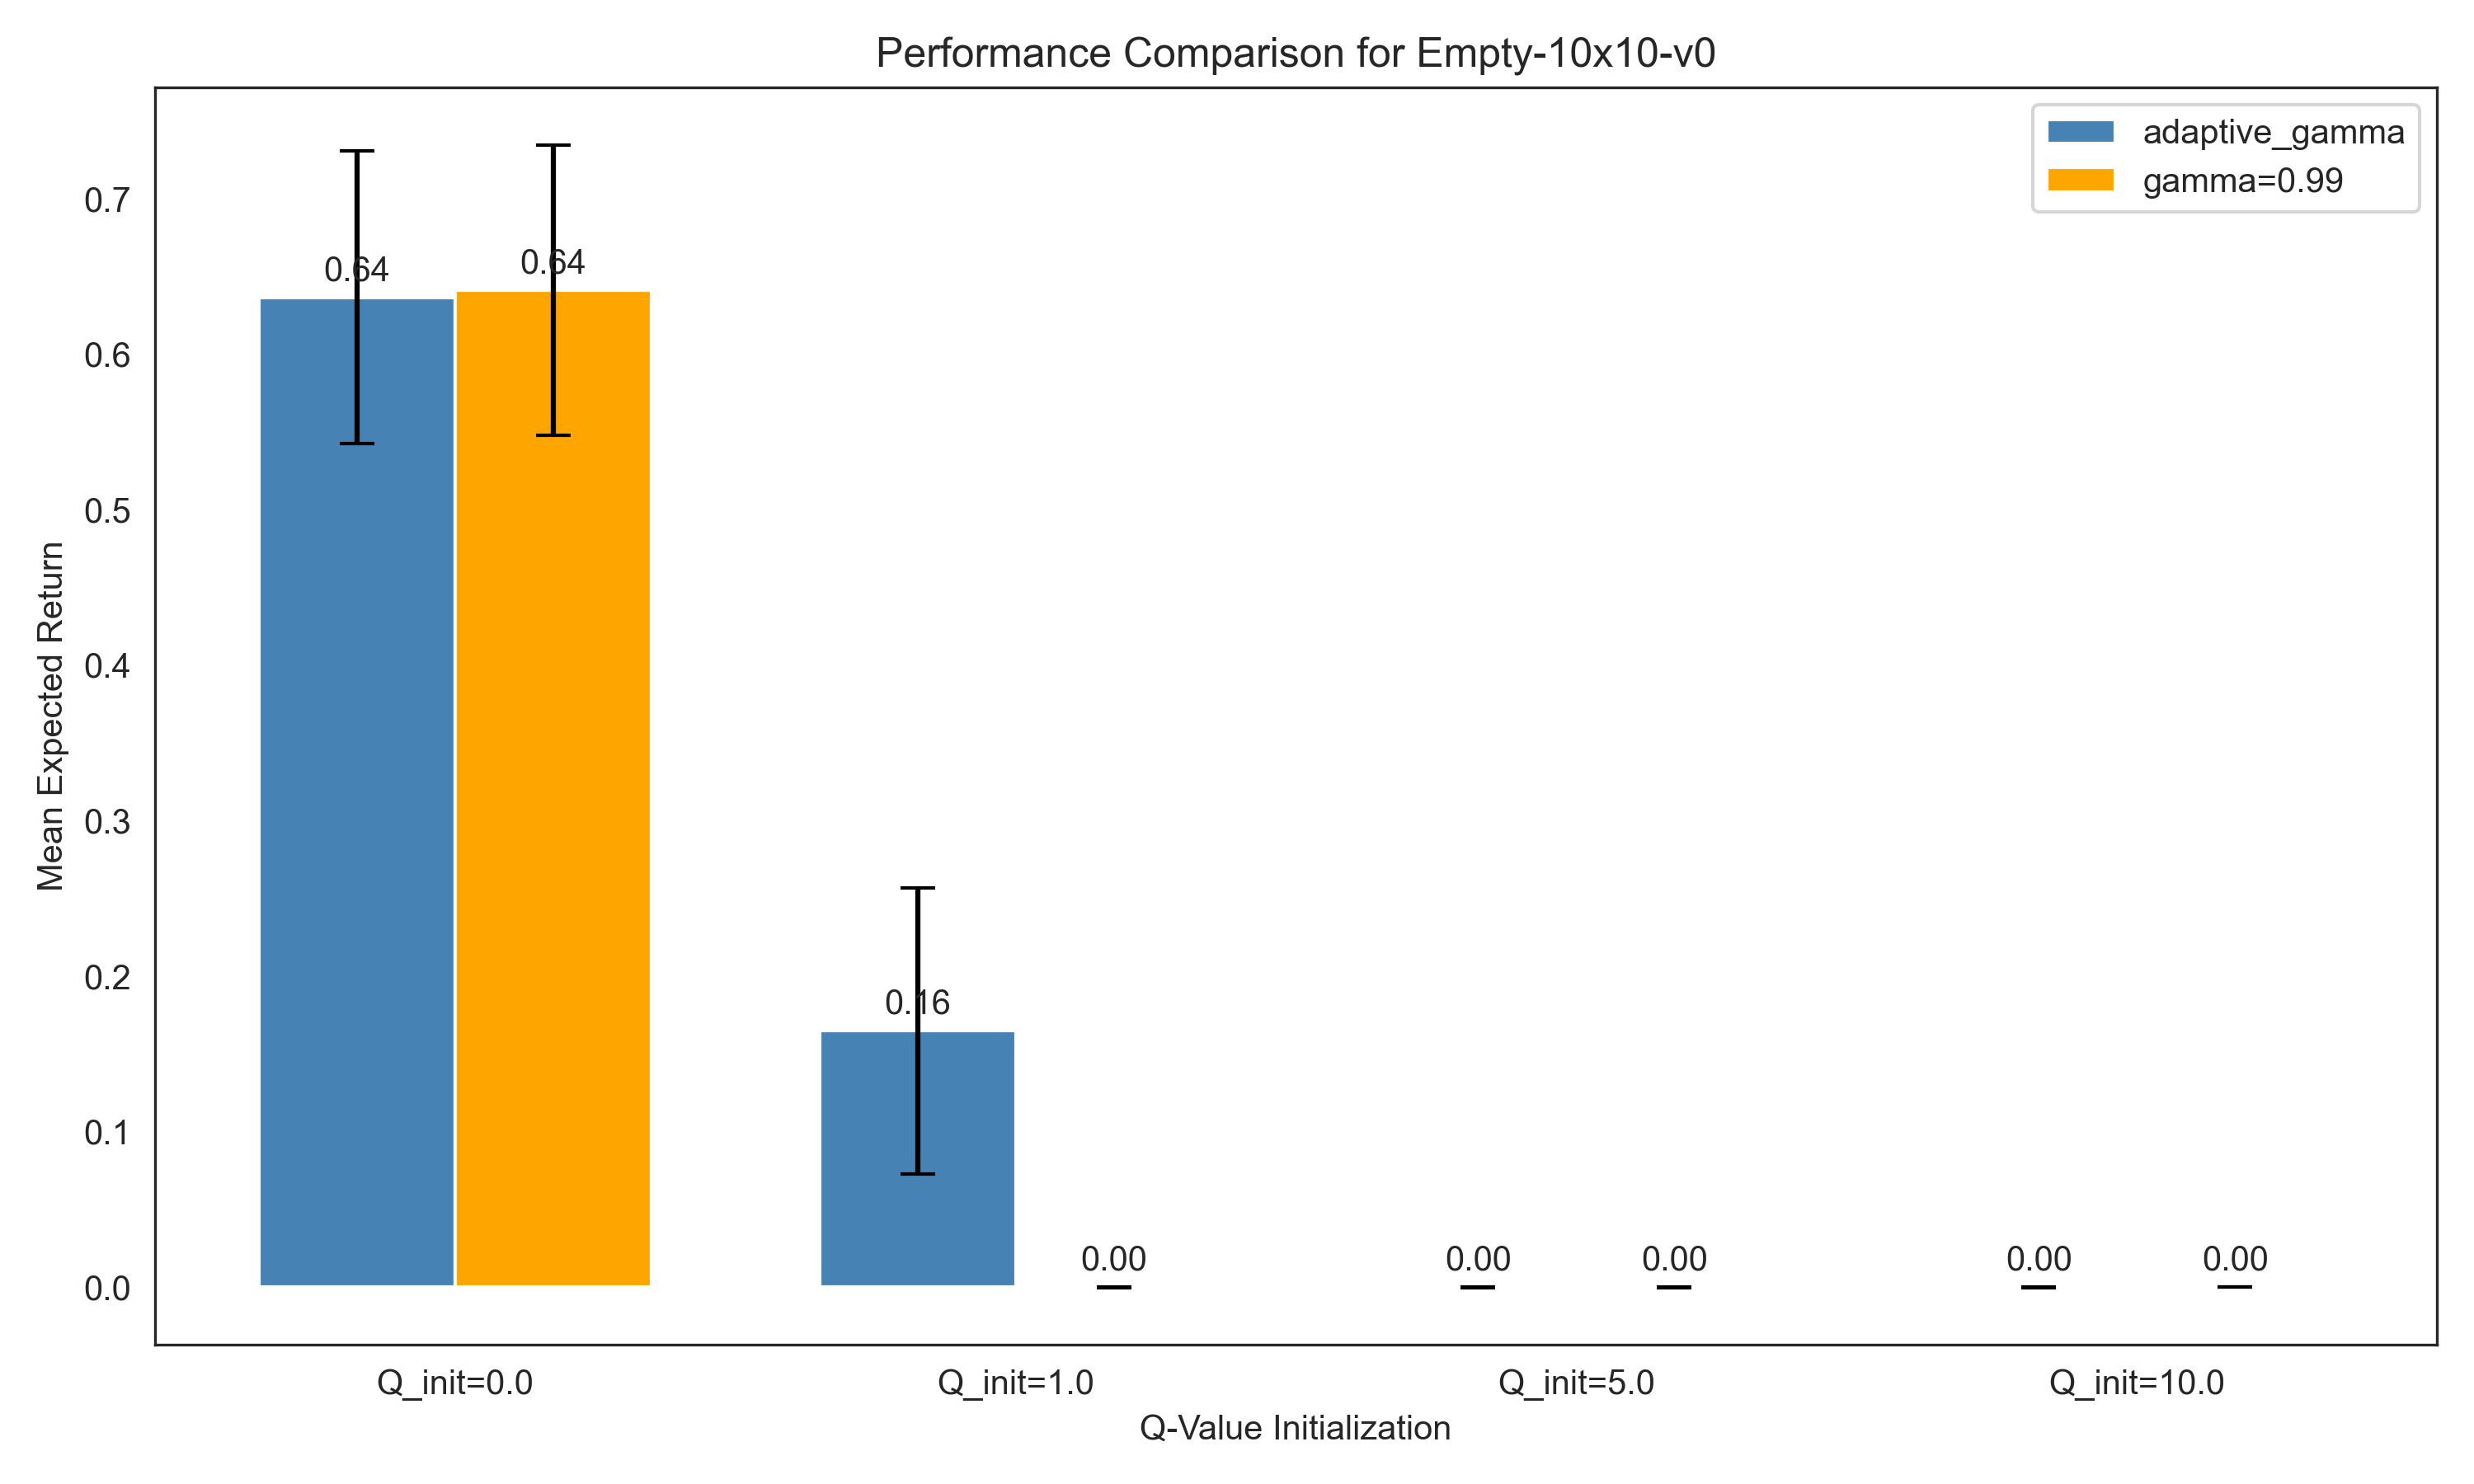 Performance Comparison for Empty-10x10-v0
adaptive_gamma
gamma=0.99
Mean Expected Return
0.7
0.6
0.5
0.4
0.3
0.2
0.1
0.0
0.64
0.64
0.16
0.00
0.00
0.00
0.00
0.00
Q_init=0.0
Q_init=1.0
Q_init=5.0
Q_init=10.0
Q-Value Initialization